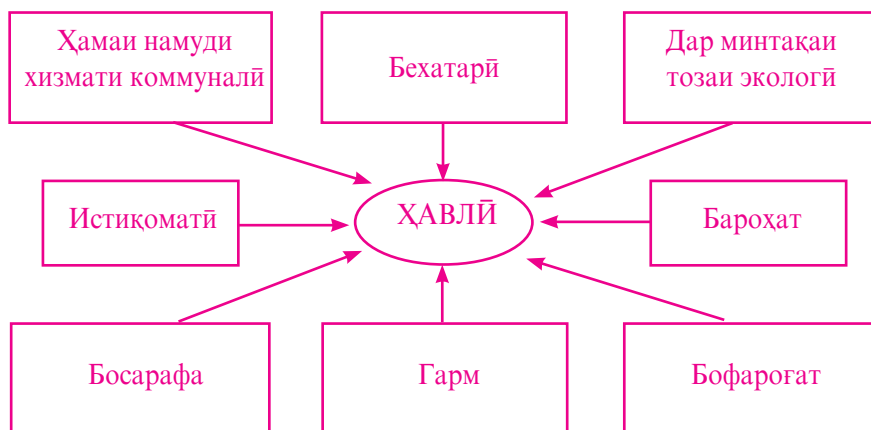 Ҳамаи намуди
хизмати коммуналӣ
Бехатарӣ
Дар минтақаи
тозаи экологӣ
Истиқоматӣ
ҲАВЛӢ
Бароҳат
Босарафа
Гарм
Бофароғат